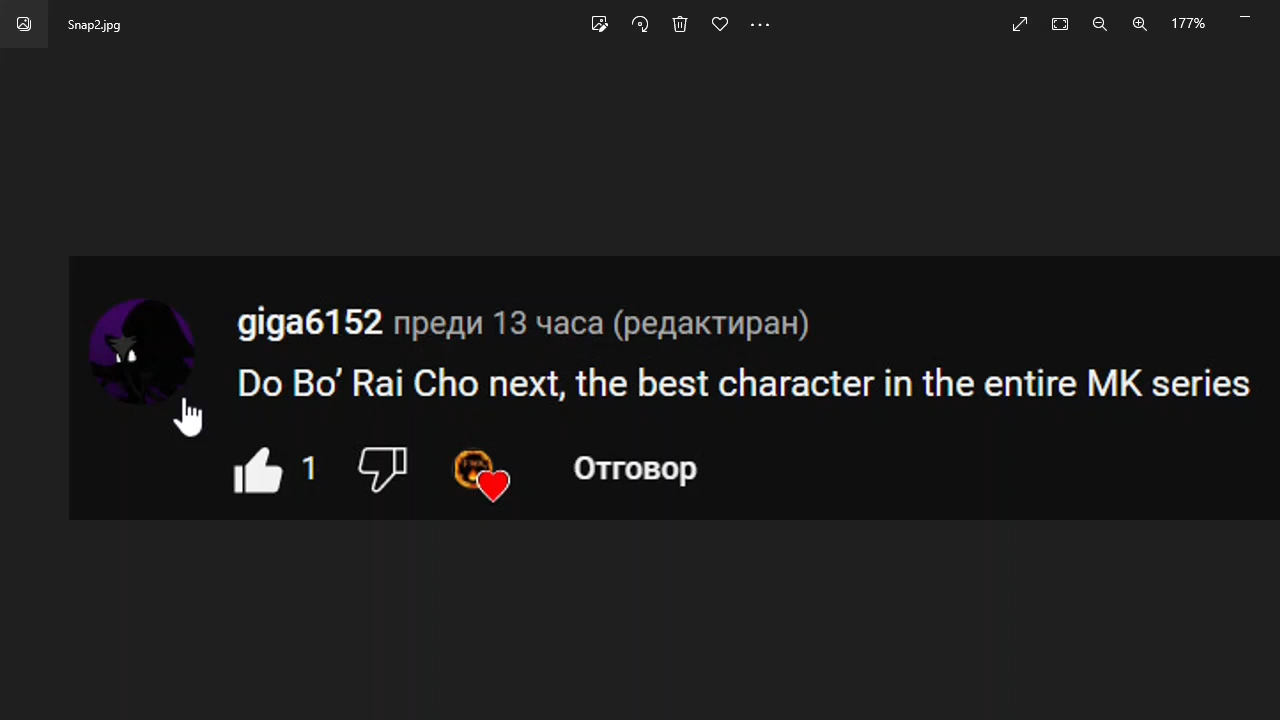 Snap2.jpg
177%
giga6152 преди 13 часа (редактиран)
Do Bo’ Rai Cho next, the best character in the entire MK series
1
Отговор